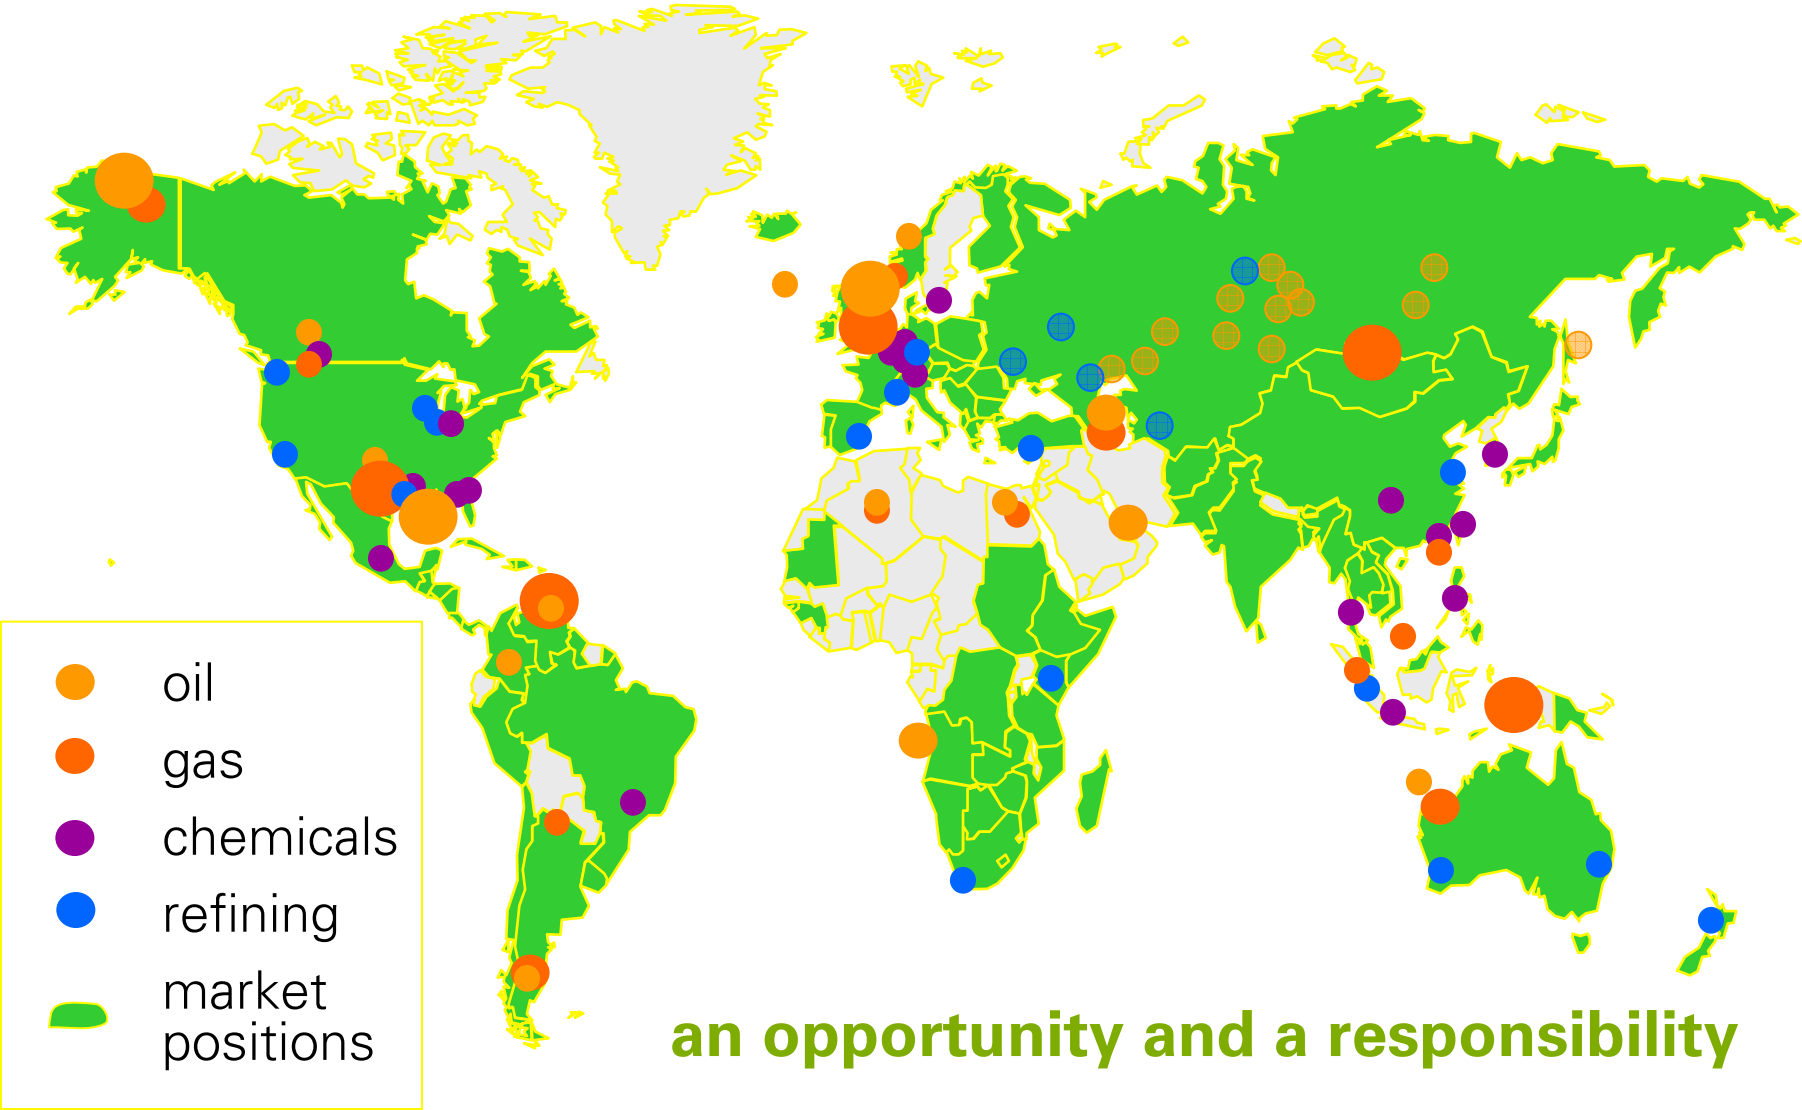 oil
gas
chemicals
refining
market
positions
an opportunity and a responsibility